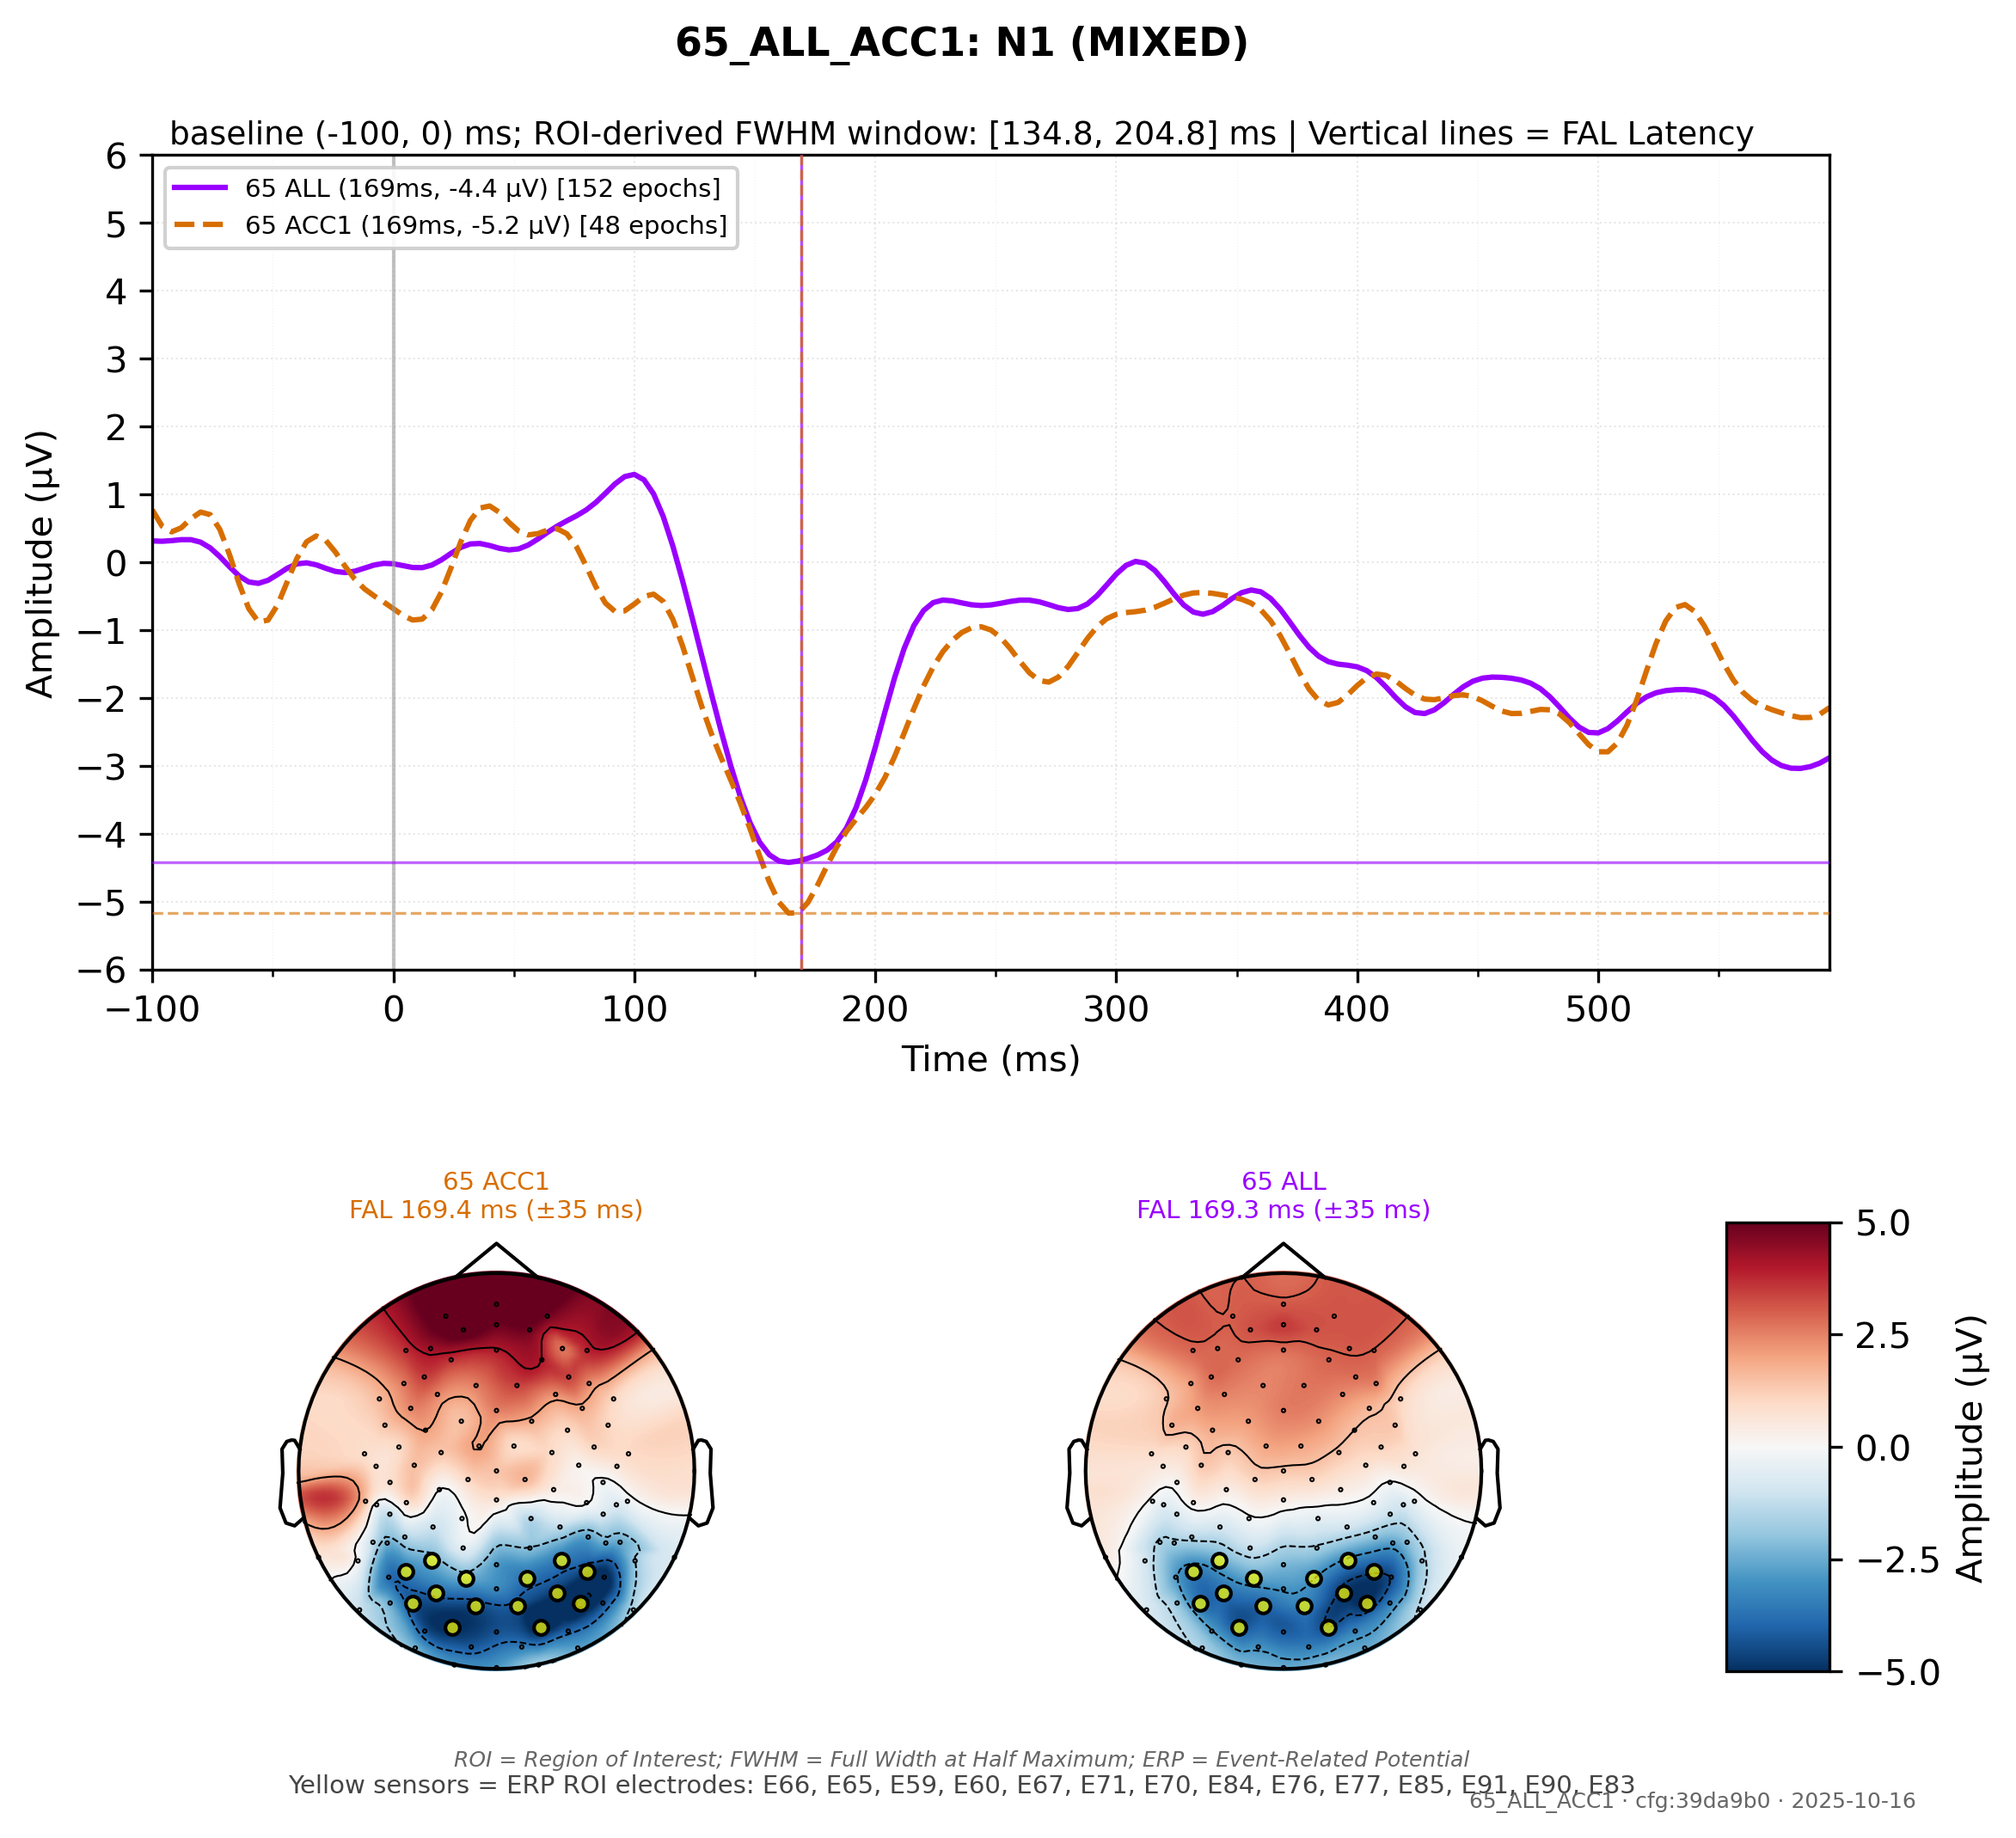 65_ALL_ACC1: N1 (MIXED)
baseline (-100, 0) ms; ROI-derived FWHM window: [134.8, 204.8] ms | Vertical lines = FAL Latency
65 ALL (169ms, -4.4 µV) [152 epochs]
65 ACC1 (169ms, -5.2 µV) [48 epochs]
Amplitude (µV)
6
5
4
3
2
1
0
−1
−2
−3
−4
−5
−6
−100
0
100
200
300
400
500
Time (ms)
65 ACC1
FAL 169.4 ms (±35 ms)
65 ALL
FAL 169.3 ms (±35 ms)
5.0
2.5
0.0
−2.5
−5.0
Amplitude (µV)
ROI = Region of Interest; FWHM = Full Width at Half Maximum; ERP = Event-Related Potential
Yellow sensors = ERP ROI electrodes: E66, E65, E59, E60, E67, E71, E70, E84, E76, E77, E85, E91, E90, E83
65_ALL_ACC1 · cfg:39da9b0 · 2025-10-16